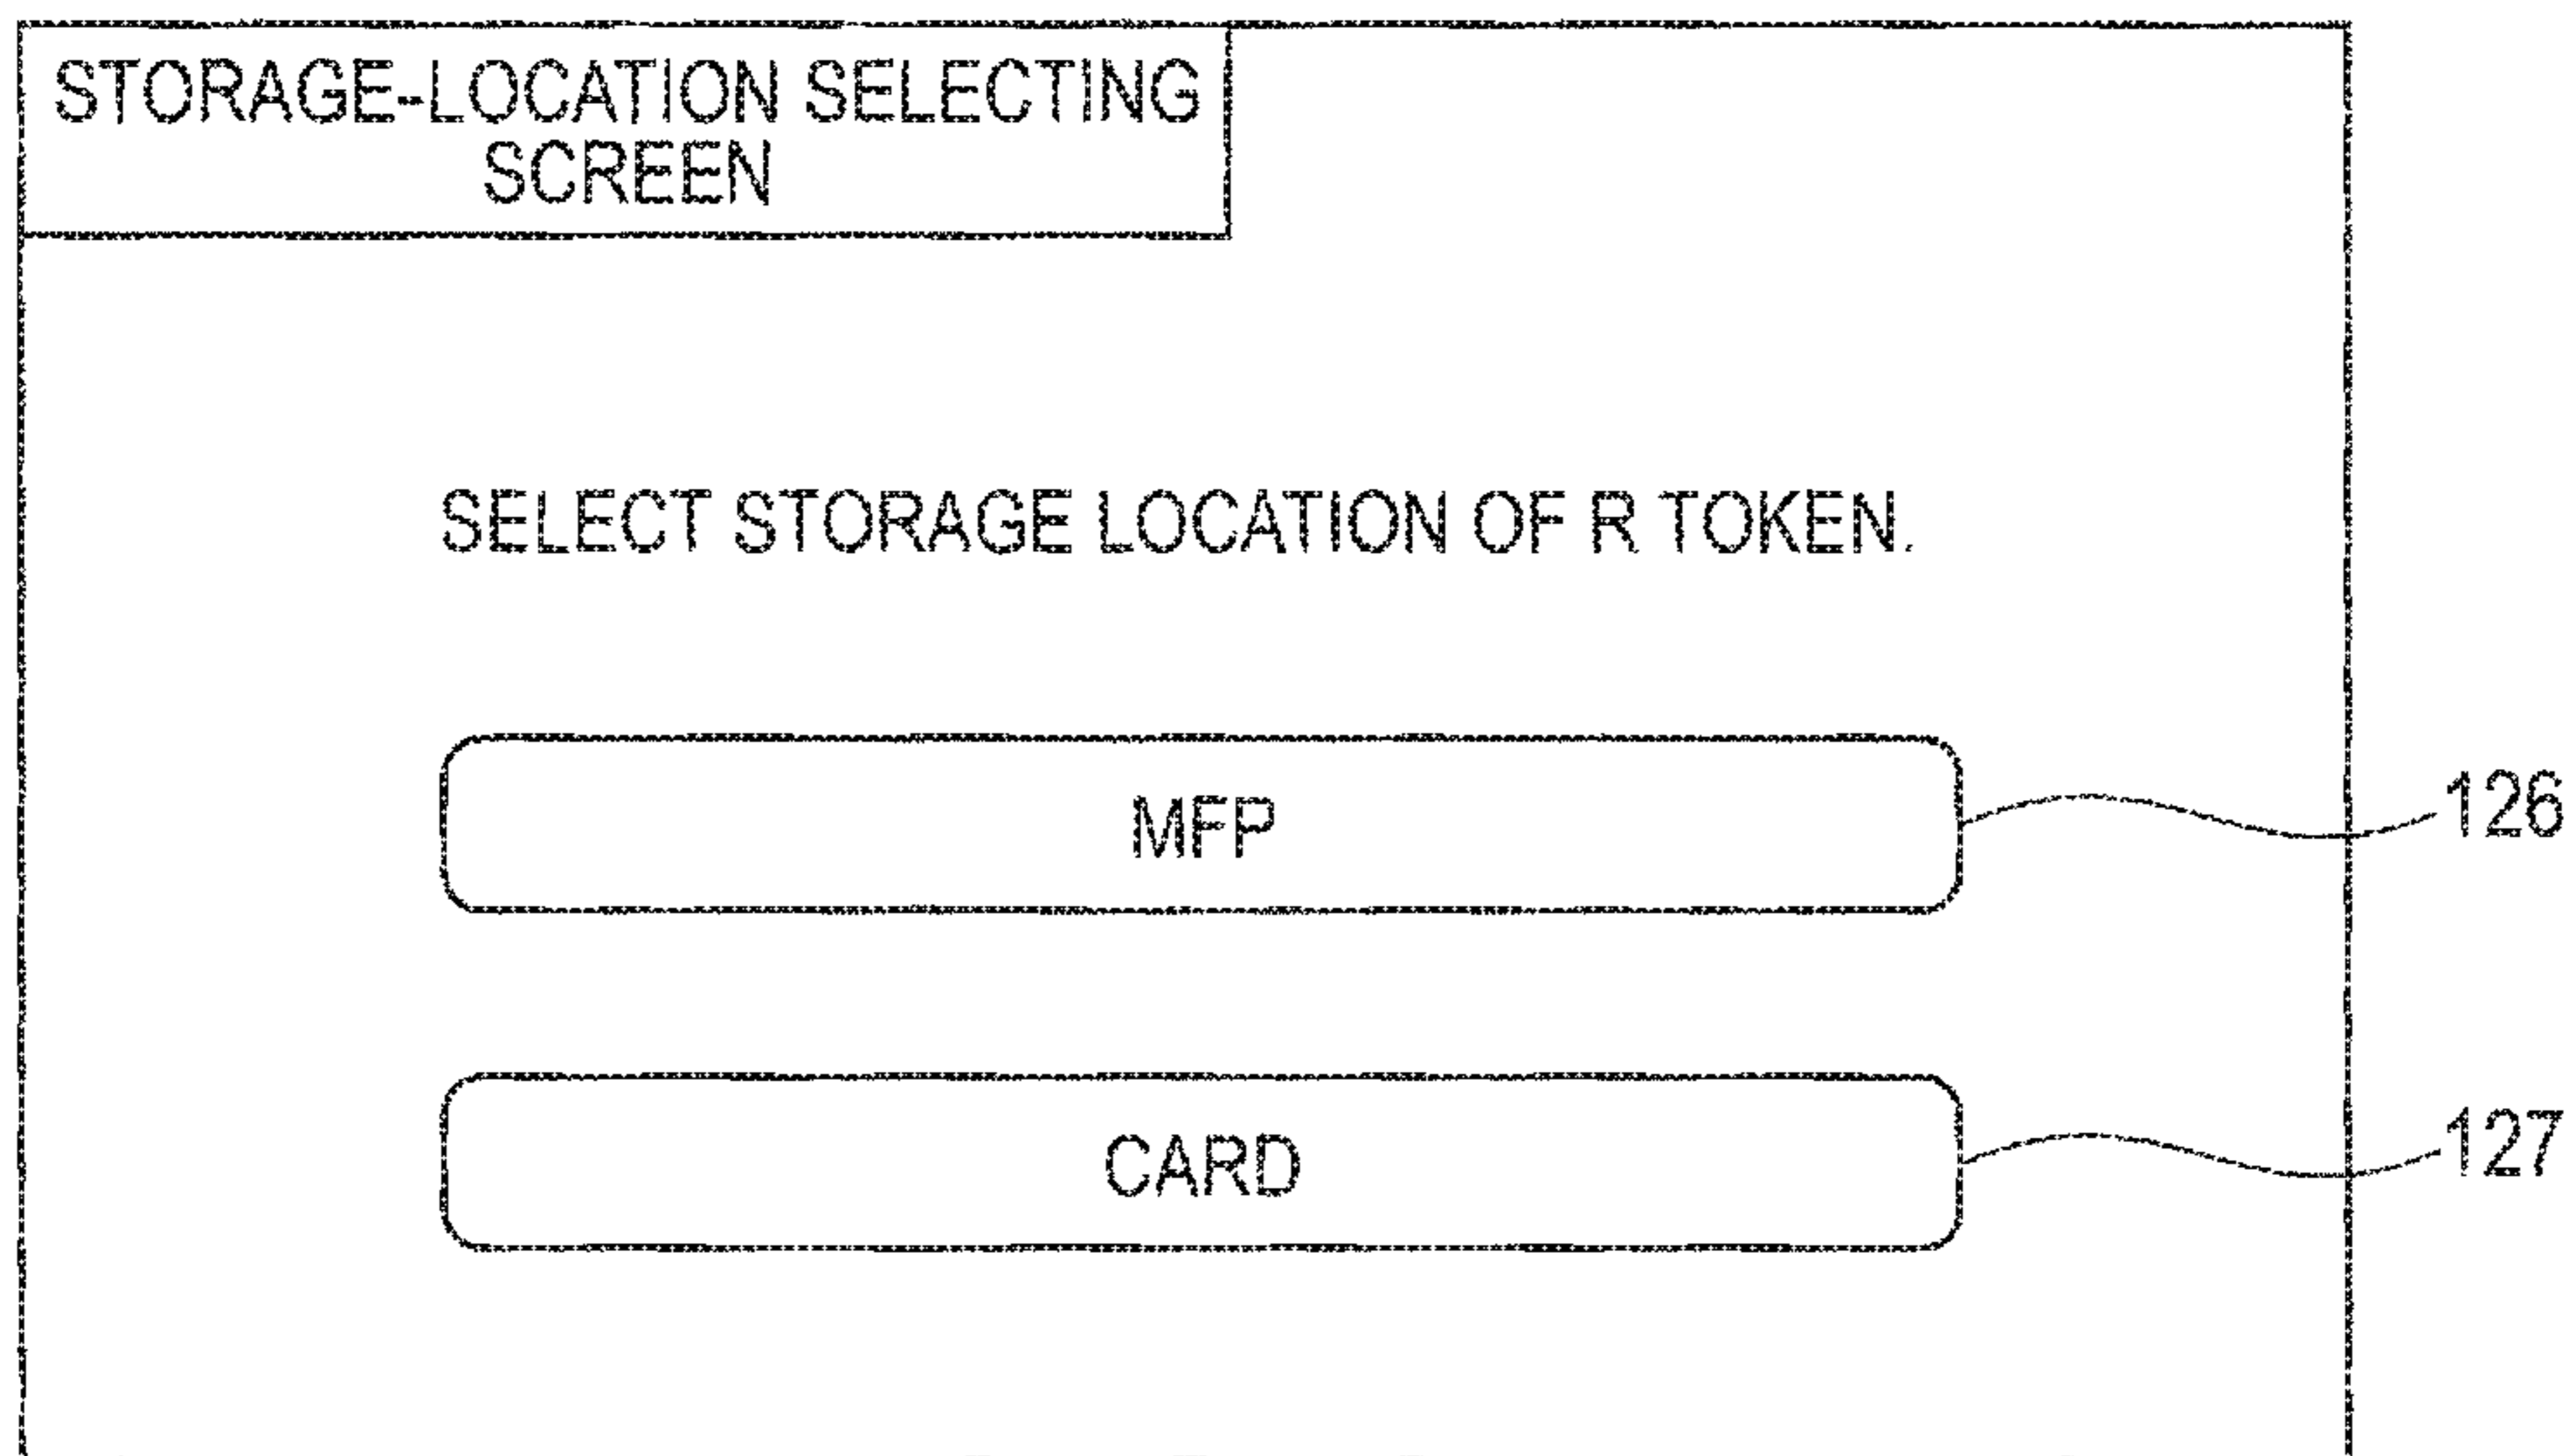 STORAGE-LOCATION SELECTING
SCREEN
SELECT STORAGE LOCATION OF R TOKEN.
MFP
126
CARD
127